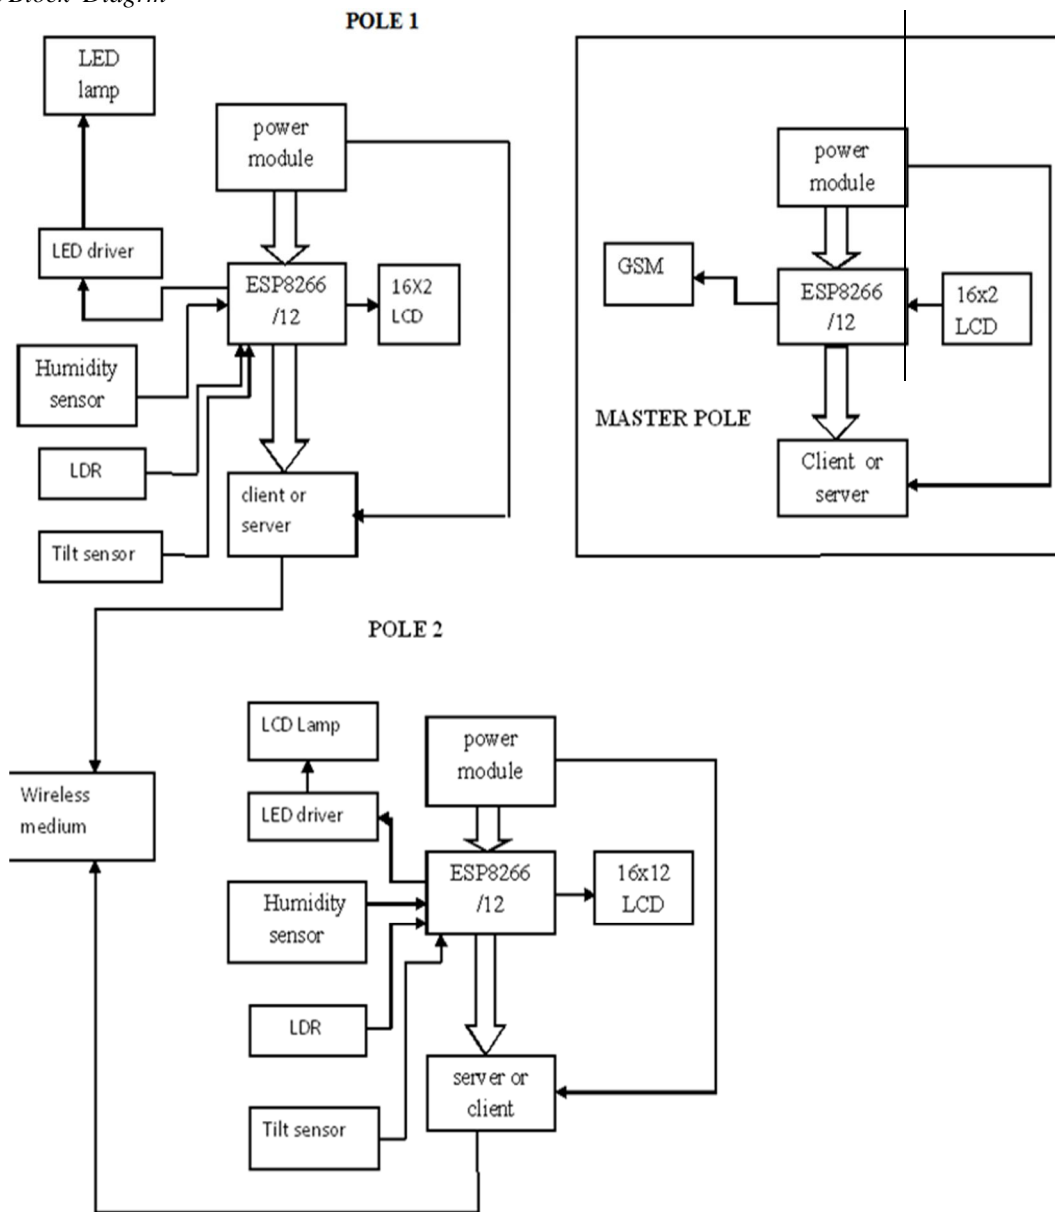 Block Diagrm
POLE 1
LED
lamp
power
module
LED driver
ESP8266
/12
16X2
LCD
Humidity
sensor
LDR
client or
server
Tilt sensor
power
module
GSM
ESP8266
/12
16x2
LCD
MASTER POLE
Client or
server
POLE 2
LCD Lamp
power
module
Wireless
medium
LED driver
ESP8266
/12
16x12
LCD
Humidity
sensor
LDR
server or
client
Tilt sensor